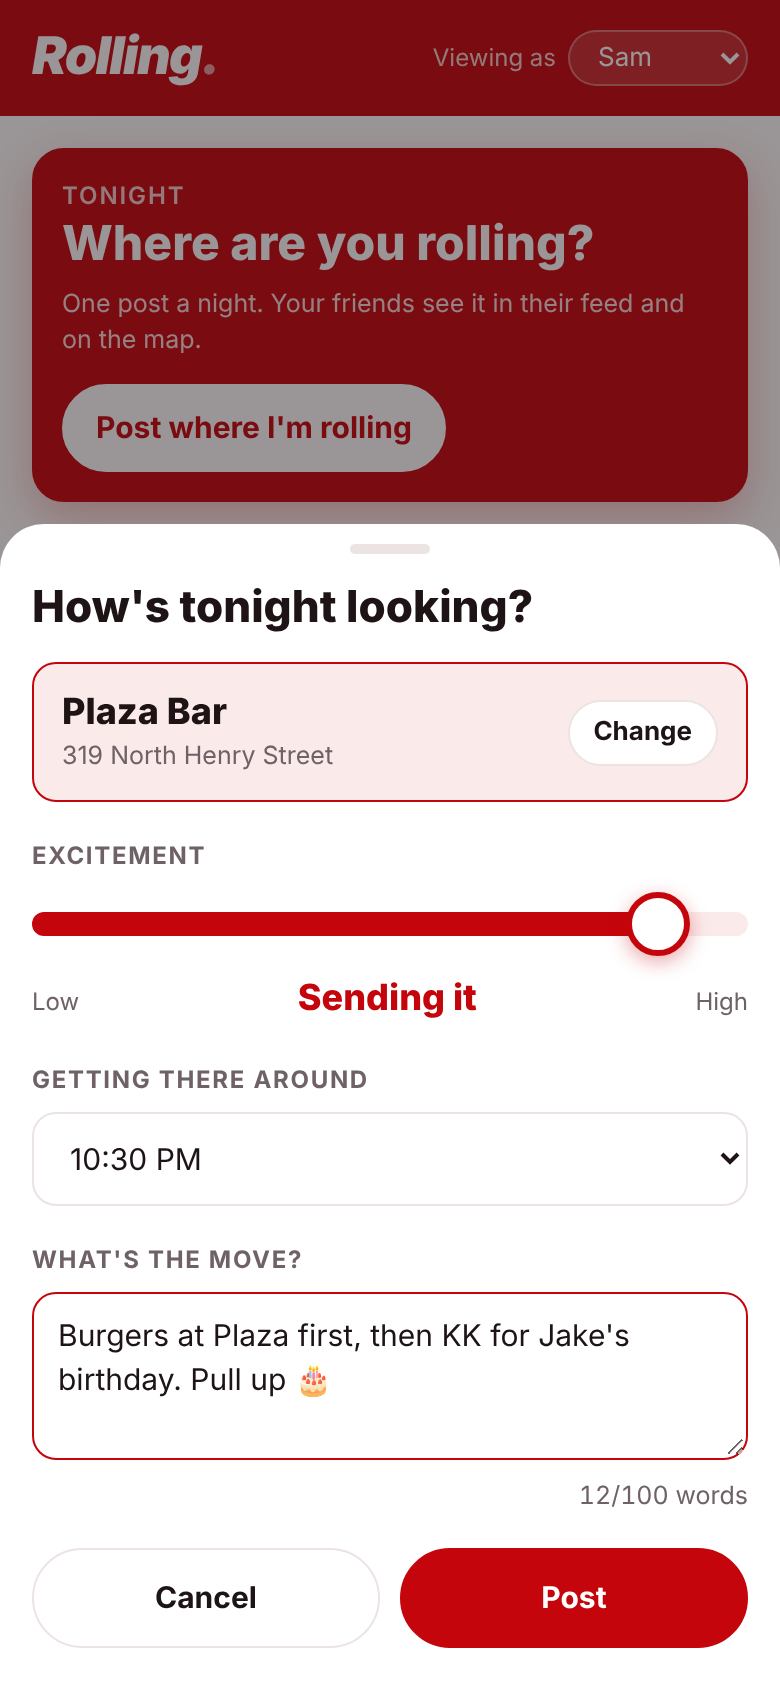 Rolling.
Viewing as
Sam
TONIGHT
Where are you rolling?
One post a night. Your friends see it in their feed and
on the map.
Post where I'm rolling
How's tonight looking?
Plaza Bar
319 North Henry Street
Change
EXCITEMENT
Low
Sending it
High
GETTING THERE AROUND
10:30 PM
WHAT'S THE MOVE?
Burgers at Plaza first, then KK for Jake's
birthday. Pull up 🎂
12/100 words
Cancel
Post